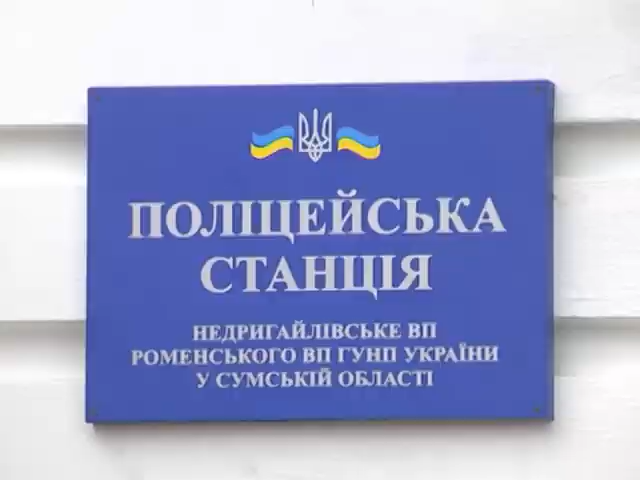 ПОЛІЦЕЙСЬКА
СТАНЦІЯ
НЕДРИГАЙЛІВСЬКЕ ВП
РОМЕНСЬКОГО ВП ГУНП УКРАЇНИ
У СУМСЬКІЙ ОБЛАСТІ